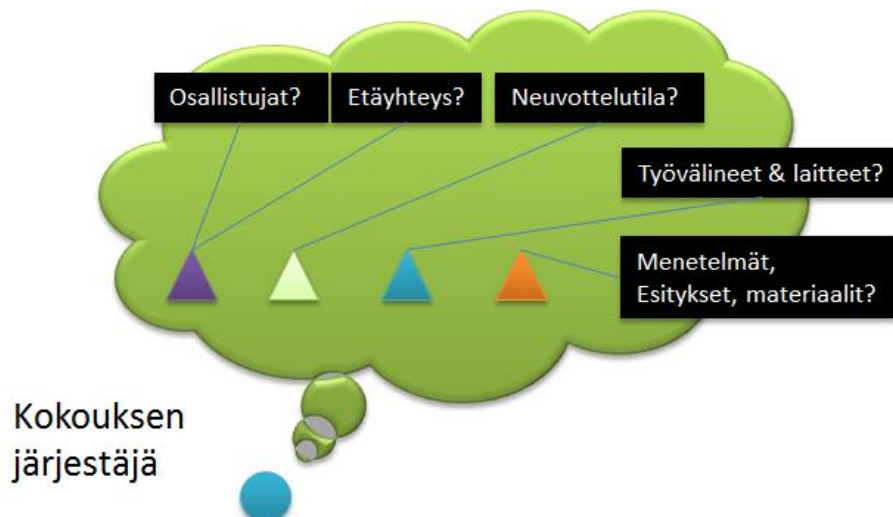 Osallistujat?
Etäyhteys?
Neuvottelutila?
Työvälineet & laitteet?
Menetelmät,
Esitykset, materiaalit?
Kokouksen
järjestäjä